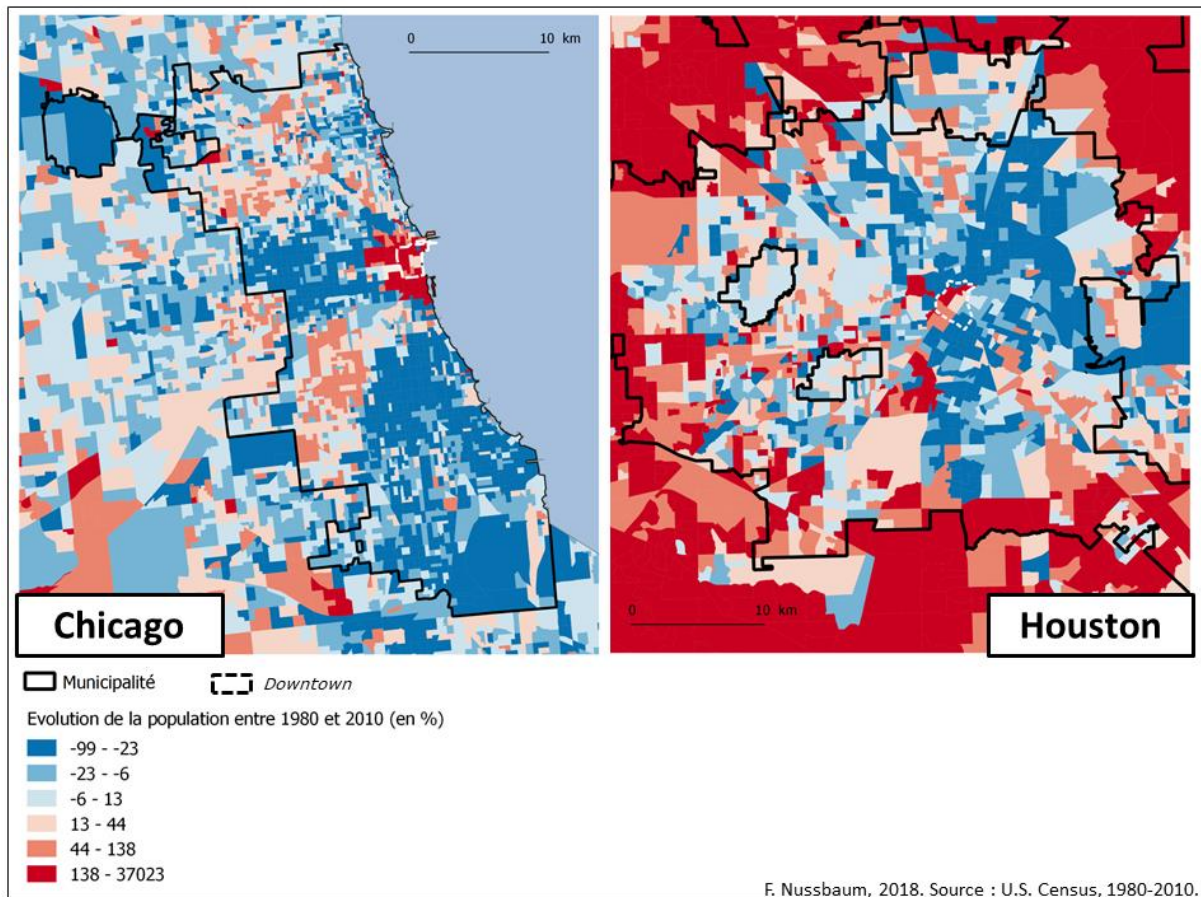 0 10 km
Chicago
0 10 km
Houston
Municipalité
Downtown
Evolution de la population entre 1980 et 2010 (en %)
-99 - -23
-23 - -6
-6 - 13
13 - 44
44 - 138
138 - 37023
F. Nussbaum, 2018. Source : U.S. Census, 1980-2010.